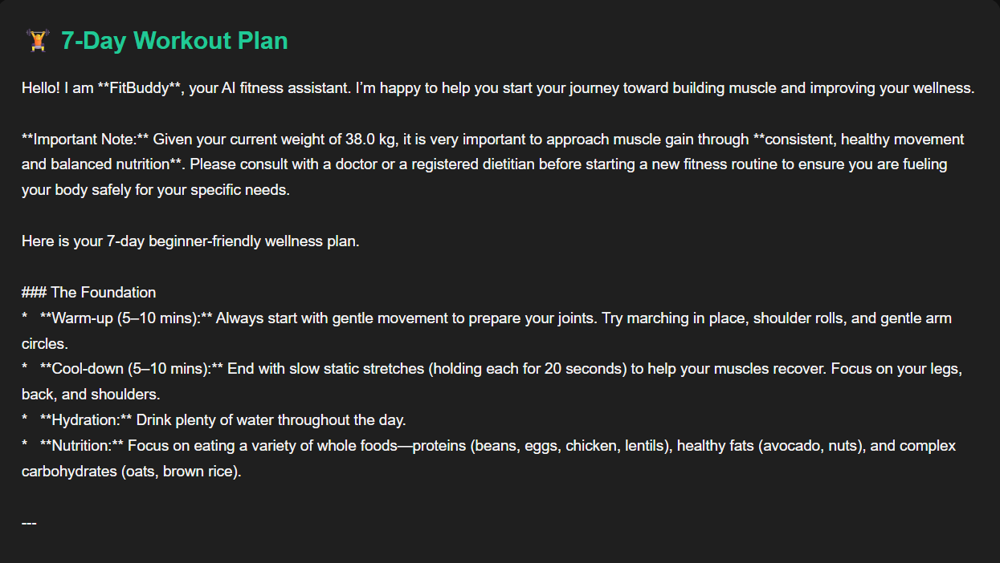 🏋️ 7-Day Workout Plan
Hello! I am **FitBuddy**, your AI fitness assistant. I’m happy to help you start your journey toward building muscle and improving your wellness.
**Important Note:** Given your current weight of 38.0 kg, it is very important to approach muscle gain through **consistent, healthy movement
and balanced nutrition**. Please consult with a doctor or a registered dietitian before starting a new fitness routine to ensure you are fueling
your body safely for your specific needs.
Here is your 7-day beginner-friendly wellness plan.
### The Foundation
*   **Warm-up (5–10 mins):** Always start with gentle movement to prepare your joints. Try marching in place, shoulder rolls, and gentle arm
circles.
*   **Cool-down (5–10 mins):** End with slow static stretches (holding each for 20 seconds) to help your muscles recover. Focus on your legs,
back, and shoulders.
*   **Hydration:** Drink plenty of water throughout the day.
*   **Nutrition:** Focus on eating a variety of whole foods—proteins (beans, eggs, chicken, lentils), healthy fats (avocado, nuts), and complex
carbohydrates (oats, brown rice).
---